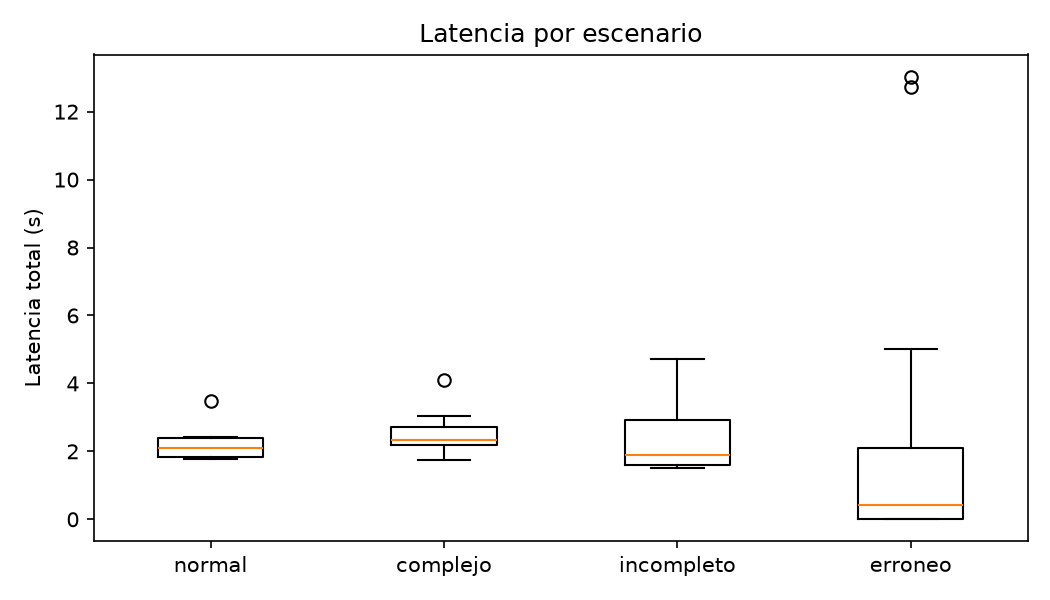 Latencia por escenario
Latencia total (s)
12
10
8
6
4
2
0
normal complejo incompleto erroneo